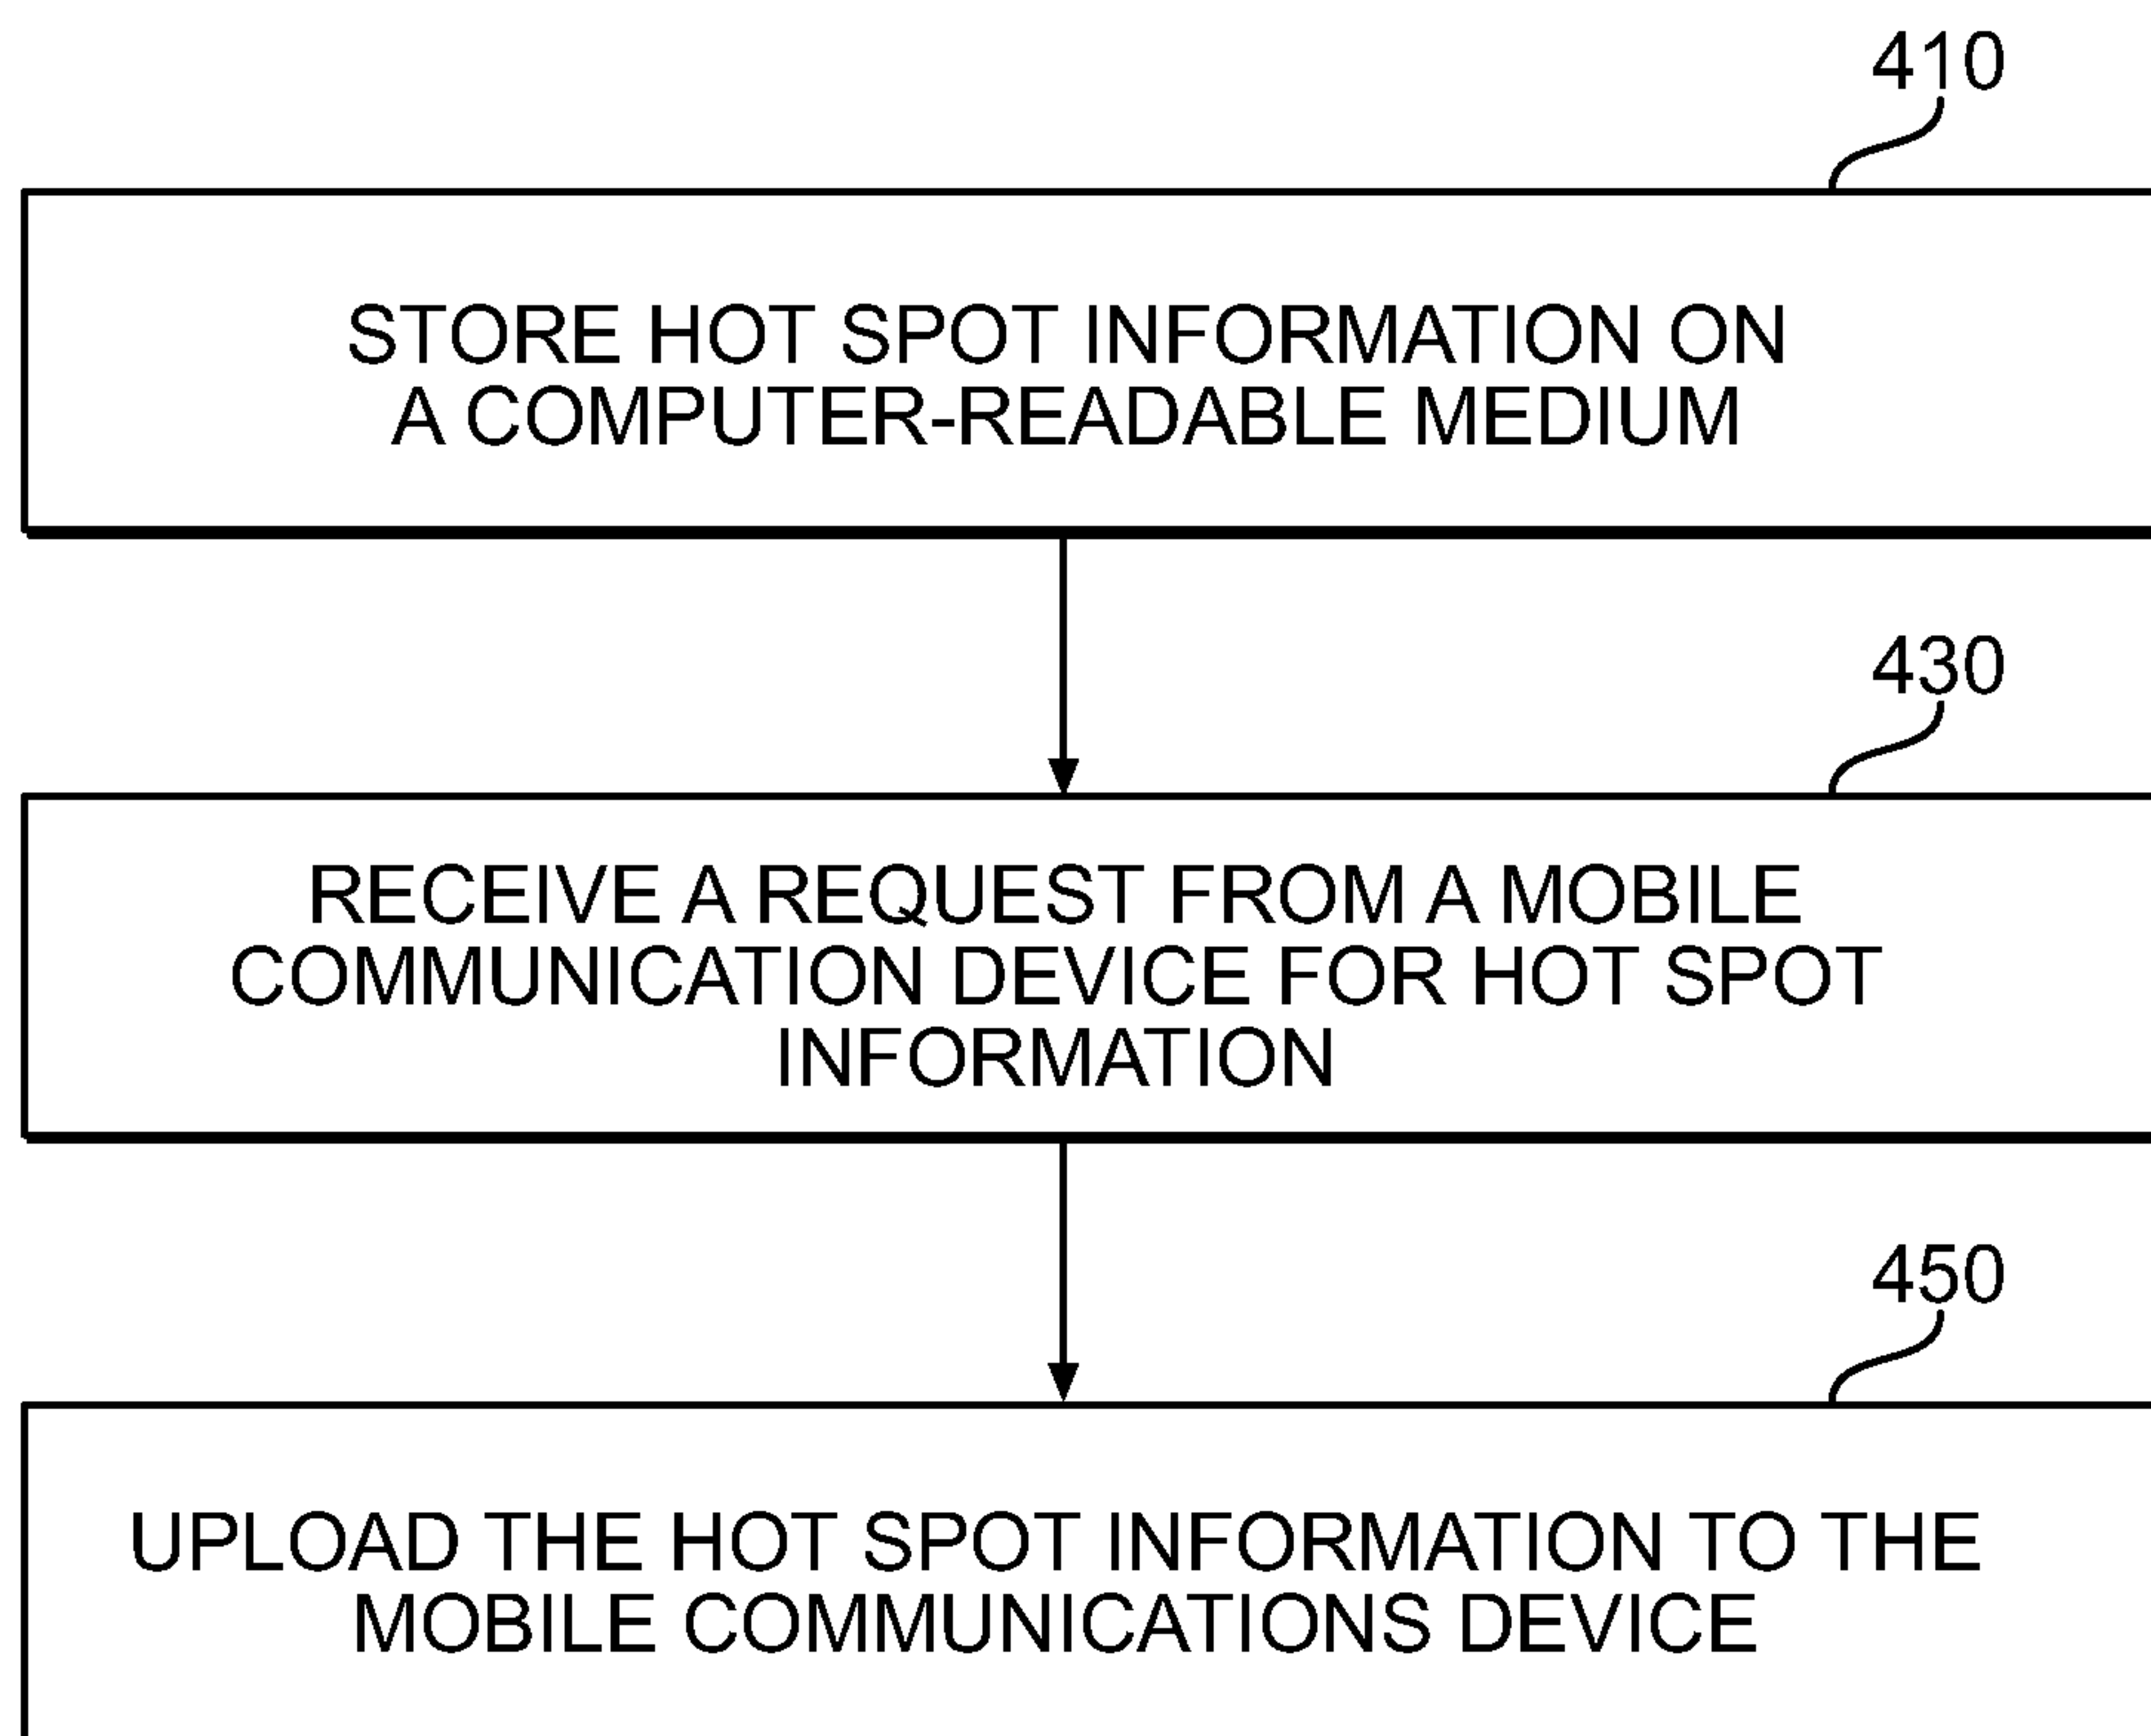 410
STORE HOT SPOT INFORMATION ON
A COMPUTER-READABLE MEDIUM
430
RECEIVE A REQUEST FROM A MOBILE
COMMUNICATION DEVICE FOR HOT SPOT
INFORMATION
450
UPLOAD THE HOT SPOT INFORMATION TO THE
MOBILE COMMUNICATIONS DEVICE